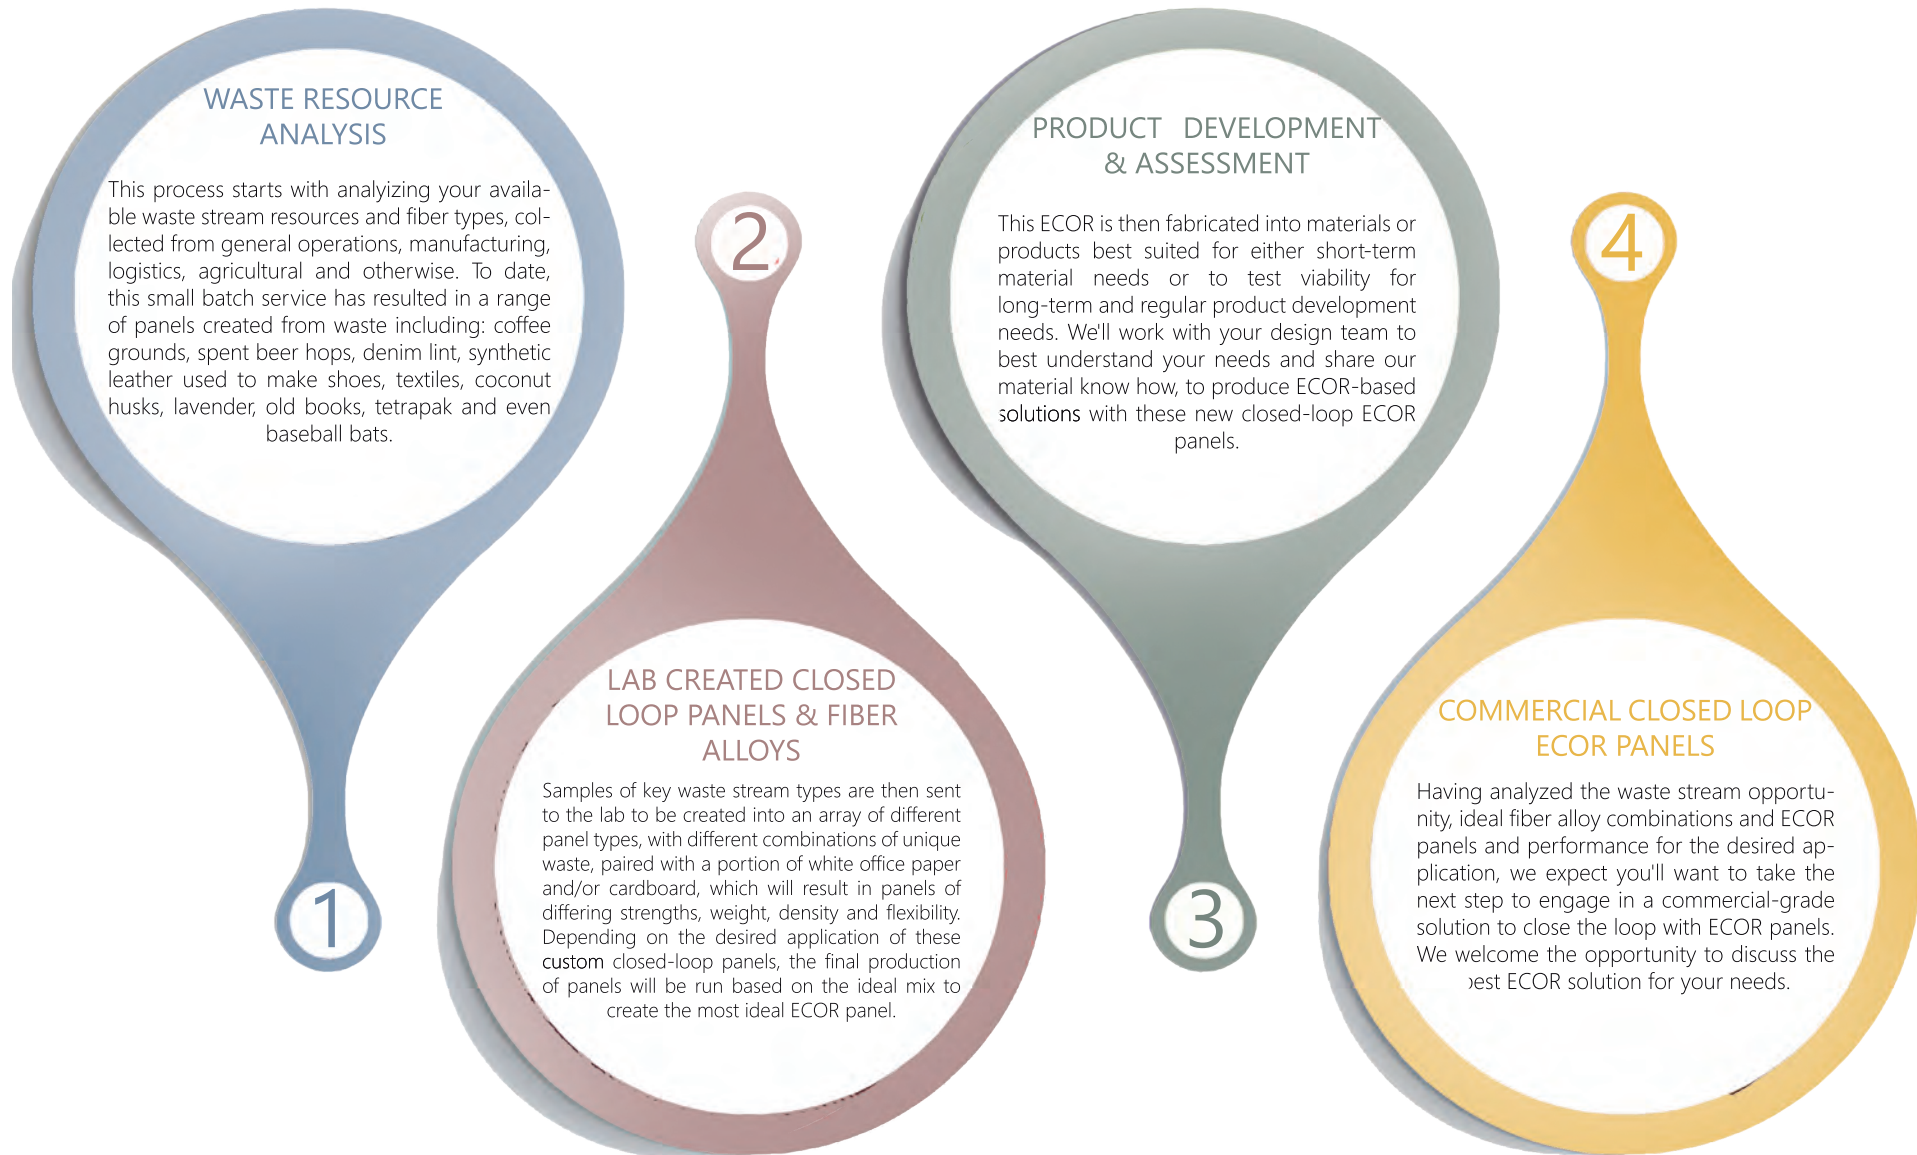 WASTE RESOURCE
ANALYSIS
This process starts with analyizing your availa-
ble waste stream resources and fiber types, col-
lected from general operations, manufacturing,
logistics, agricultural and otherwise. To date,
this small batch service has resulted in a range
of panels created from waste including: coffee
grounds, spent beer hops, denim lint, synthetic
leather used to make shoes, textiles, coconut
husks, lavender, old books, tetrapak and even
baseball bats.
1
2
LAB CREATED CLOSED
LOOP PANELS & FIBER
ALLOYS
Samples of key waste stream types are then sent
to the lab to be created into an array of different
panel types, with different combinations of unique
waste, paired with a portion of white office paper
and/or cardboard, which will result in panels of
differing strengths, weight, density and flexibility.
Depending on the desired application of these
custom closed-loop panels, the final production
of panels will be run based on the ideal mix to
create the most ideal ECOR panel.
PRODUCT DEVELOPMENT
& ASSESSMENT
This ECOR is then fabricated into materials or
products best suited for either short-term
material needs or to test viability for
long-term and regular product development
needs. We'll work with your design team to
best understand your needs and share our
material know how, to produce ECOR-based
solutions with these new closed-loop ECOR
panels.
3
4
COMMERCIAL CLOSED LOOP
ECOR PANELS
Having analyzed the waste stream opportu-
nity, ideal fiber alloy combinations and ECOR
panels and performance for the desired ap-
plication, we expect you'll want to take the
next step to engage in a commercial-grade
solution to close the loop with ECOR panels.
We welcome the opportunity to discuss the
best ECOR solution for your needs.